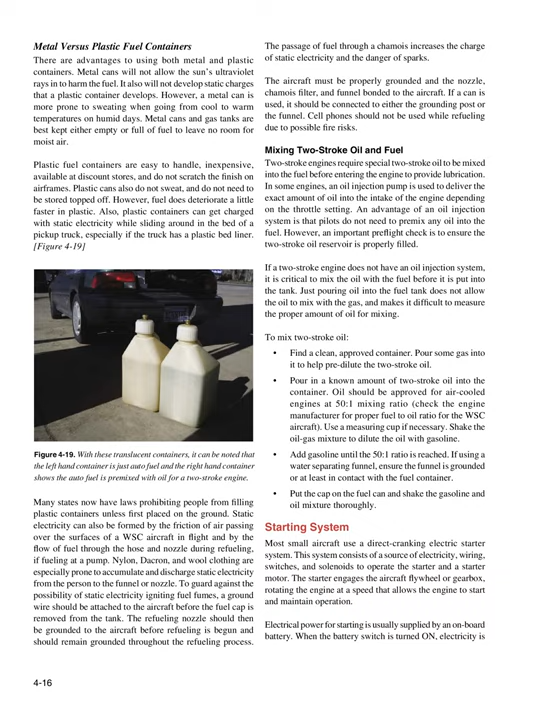 Metal Versus Plastic Fuel Containers
There are advantages to using both metal and plastic
containers. Metal cans will not allow the sun's ultraviolet
rays in to harm the fuel. It also will not develop static charges
that a plastic container develops. However, a metal can is
more prone to sweating when going from cool to warm
temperatures on humid days. Metal cans and gas tanks are
best kept either empty or full of fuel to leave no room for
moist air.
Plastic fuel containers are easy to handle, inexpensive,
available at discount stores, and do not scratch the finish on
airframes. Plastic cans also do not sweat, and do not need to
be stored topped off. However, fuel does deteriorate a little
faster in plastic. Also, plastic containers can get charged
with static electricity while sliding around in the bed of a
pickup truck, especially if the truck has a plastic bed liner.
[Figure 4-19]
Figure 4-19. With these translucent containers, it can be noted that
the left hand container is just auto fuel and the right hand container
shows the auto fuel is premixed with oil for a two-stroke engine.
Many states now have laws prohibiting people from filling
plastic containers unless first placed on the ground. Static
electricity can also be formed by the friction of air passing
over the surfaces of a WSC aircraft in flight and by the
flow of fuel through the hose and nozzle during refueling,
if fueling at a pump. Nylon, Dacron, and wool clothing are
especially prone to accumulate and discharge static electricity
from the person to the funnel or nozzle. To guard against the
possibility of static electricity igniting fuel fumes, a ground
wire should be attached to the aircraft before the fuel cap is
removed from the tank. The refueling nozzle should then
be grounded to the aircraft before refueling is begun and
should remain grounded throughout the refueling process.
The passage of fuel through a chamois increases the charge
of static electricity and the danger of sparks.
The aircraft must be properly grounded and the nozzle,
chamois filter, and funnel bonded to the aircraft. If a can is
used, it should be connected to either the grounding post or
the funnel. Cell phones should not be used while refueling
due to possible fire risks.
Mixing Two-Stroke Oil and Fuel
Two-stroke engines require special two-stroke oil to be mixed
into the fuel before entering the engine to provide lubrication.
In some engines, an oil injection pump is used to deliver the
exact amount of oil into the intake of the engine depending
on the throttle setting. An advantage of an oil injection
system is that pilots do not need to premix any oil into the
fuel. However, an important preflight check is to ensure the
two-stroke oil reservoir is properly filled.
If a two-stroke engine does not have an oil injection system,
it is critical to mix the oil with the fuel before it is put into
the tank. Just pouring oil into the fuel tank does not allow
the oil to mix with the gas, and makes it difficult to measure
the proper amount of oil for mixing.
To mix two-stroke oil:
• Find a clean, approved container. Pour some gas into
it to help pre-dilute the two-stroke oil.
• Pour in a known amount of two-stroke oil into the
container. Oil should be approved for air-cooled
engines at 50:1 mixing ratio (check the engine
manufacturer for proper fuel to oil ratio for the WSC
aircraft). Use a measuring cup if necessary. Shake the
oil-gas mixture to dilute the oil with gasoline.
• Add gasoline until the 50:1 ratio is reached. If using a
water separating funnel, ensure the funnel is grounded
or at least in contact with the fuel container.
• Put the cap on the fuel can and shake the gasoline and
oil mixture thoroughly.
Starting System
Most small aircraft use a direct-cranking electric starter
system. This system consists of a source of electricity, wiring,
switches, and solenoids to operate the starter and a starter
motor. The starter engages the aircraft flywheel or gearbox,
rotating the engine at a speed that allows the engine to start
and maintain operation.
Electrical power for starting is usually supplied by an on-board
battery. When the battery switch is turned ON, electricity is
4-16